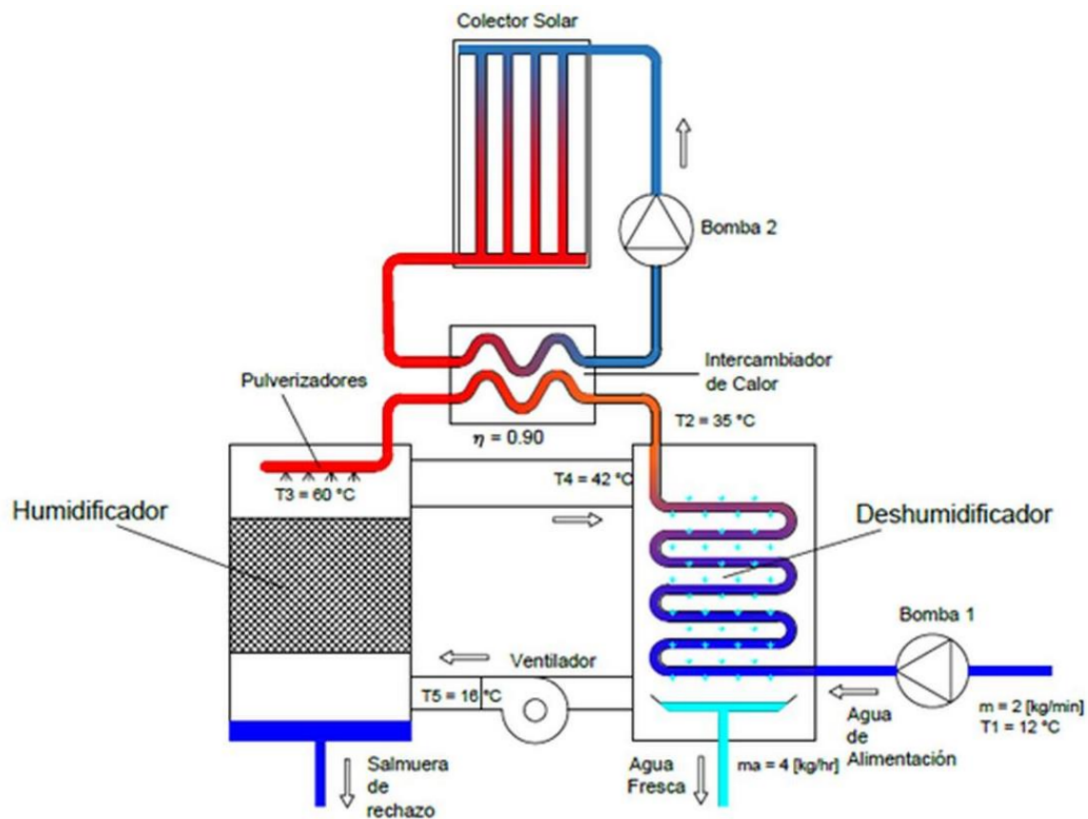 Colector Solar
Bomba 2
Intercambiador
de Calor
Pulverizadores
T2 = 35 °C
η = 0.90
T3 = 60 °C
T4 = 42 °C
Humidificador
Deshumidificador
Bomba 1
Ventilador
T5 = 16 °C
m = 2 [kg/min]
T1 = 12 °C
Agua
de
Alimentación
Salmuera
de
rechazo
Agua
Fresca
ma = 4 [kg/hr]